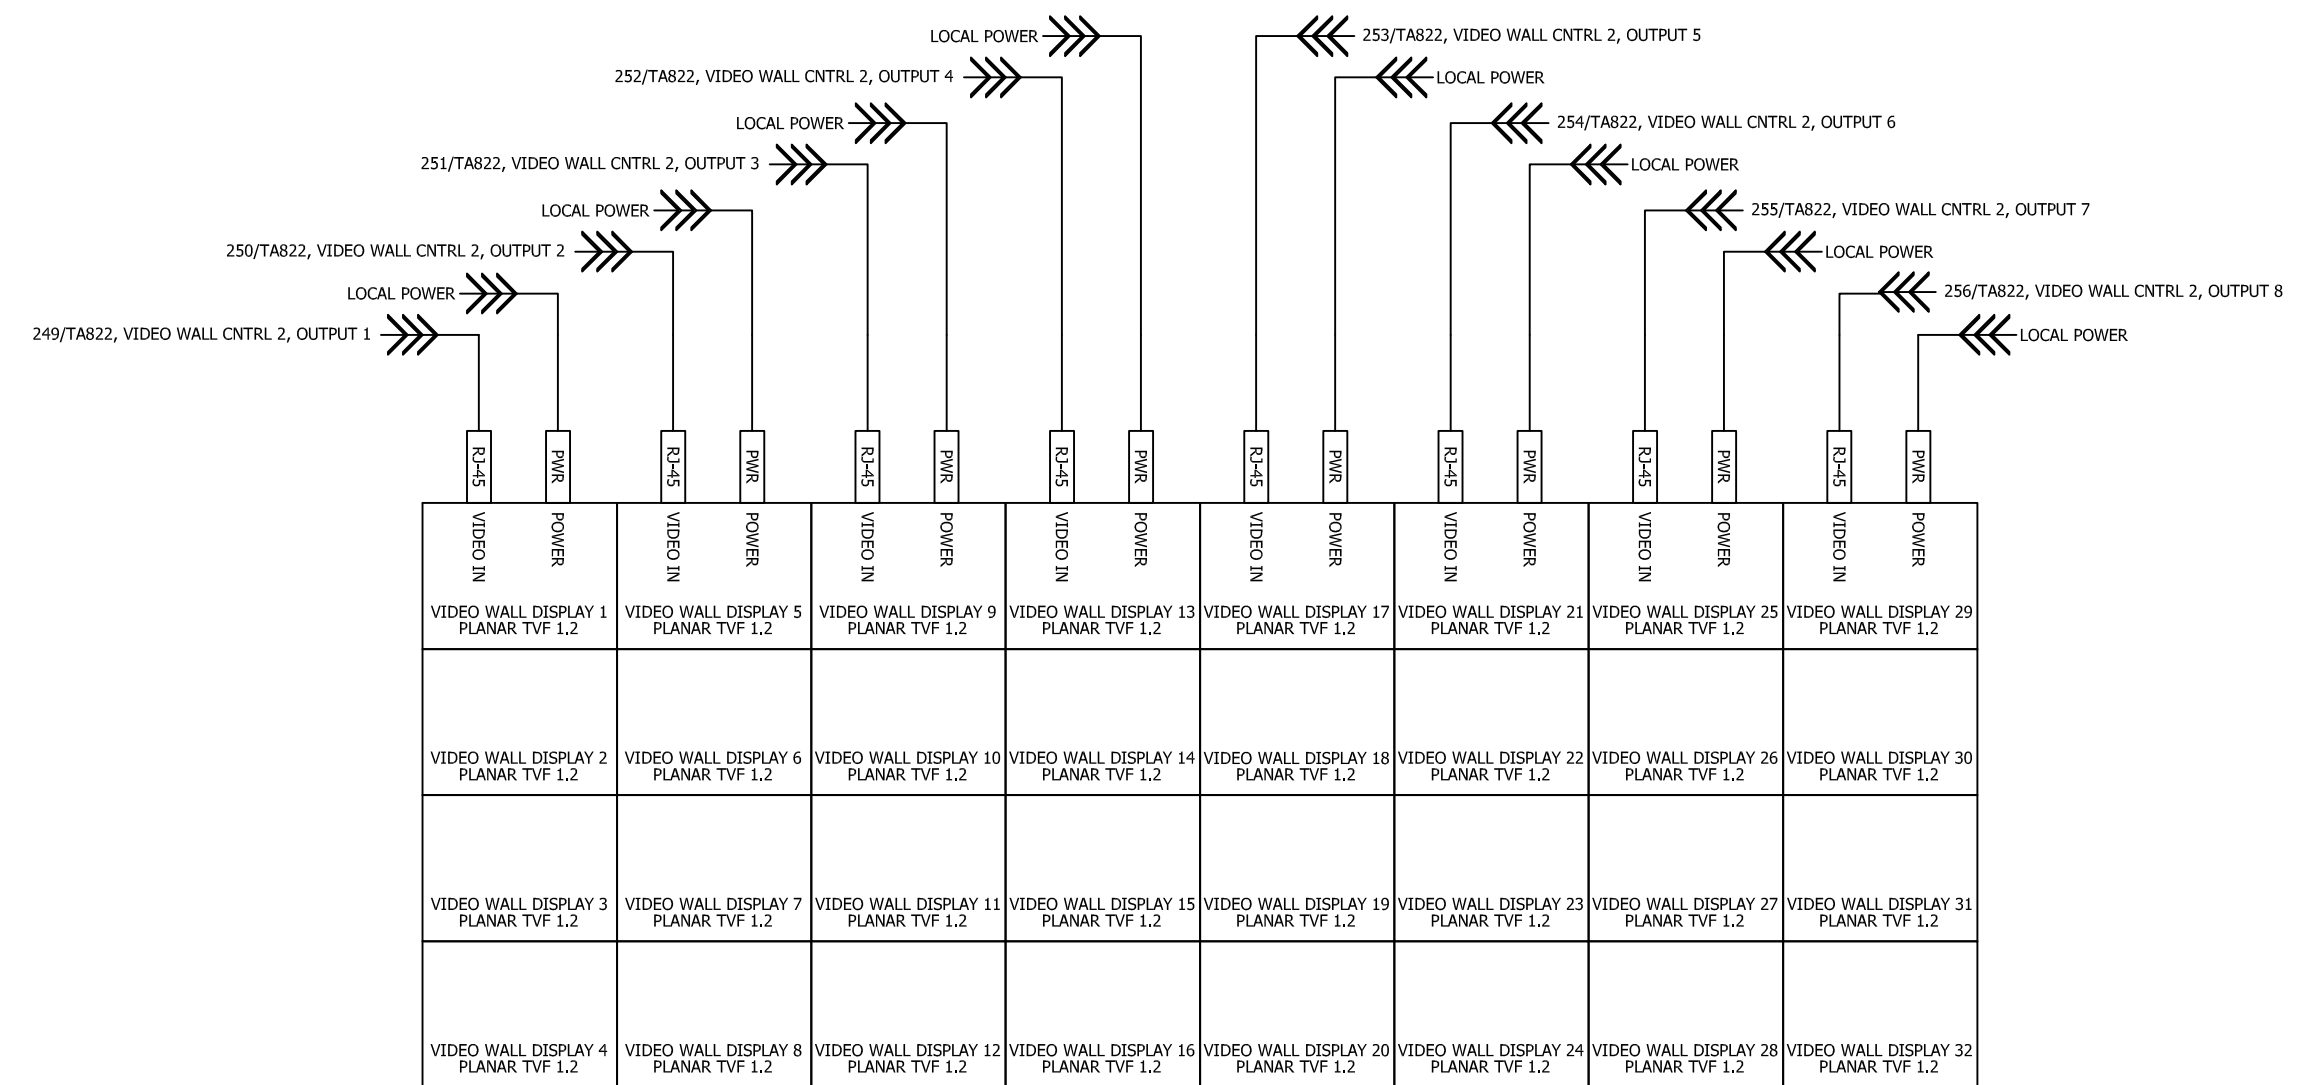 LOCAL POWER
253/TA822, VIDEO WALL CNTRL 2, OUTPUT 5
252/TA822, VIDEO WALL CNTRL 2, OUTPUT 4
LOCAL POWER
LOCAL POWER
254/TA822, VIDEO WALL CNTRL 2, OUTPUT 6
251/TA822, VIDEO WALL CNTRL 2, OUTPUT 3
LOCAL POWER
LOCAL POWER
255/TA822, VIDEO WALL CNTRL 2, OUTPUT 7
250/TA822, VIDEO WALL CNTRL 2, OUTPUT 2
LOCAL POWER
LOCAL POWER
256/TA822, VIDEO WALL CNTRL 2, OUTPUT 8
249/TA822, VIDEO WALL CNTRL 2, OUTPUT 1
LOCAL POWER
RJ-45
PWR
RJ-45
PWR
RJ-45
PWR
RJ-45
PWR
RJ-45
PWR
RJ-45
PWR
RJ-45
PWR
RJ-45
PWR
VIDEO IN
POWER
VIDEO IN
POWER
VIDEO IN
POWER
VIDEO IN
POWER
VIDEO IN
POWER
VIDEO IN
POWER
VIDEO IN
POWER
VIDEO IN
POWER
VIDEO WALL DISPLAY 1
PLANAR TVF 1.2
VIDEO WALL DISPLAY 5
PLANAR TVF 1.2
VIDEO WALL DISPLAY 9
PLANAR TVF 1.2
VIDEO WALL DISPLAY 13
PLANAR TVF 1.2
VIDEO WALL DISPLAY 17
PLANAR TVF 1.2
VIDEO WALL DISPLAY 21
PLANAR TVF 1.2
VIDEO WALL DISPLAY 25
PLANAR TVF 1.2
VIDEO WALL DISPLAY 29
PLANAR TVF 1.2
VIDEO WALL DISPLAY 2
PLANAR TVF 1.2
VIDEO WALL DISPLAY 6
PLANAR TVF 1.2
VIDEO WALL DISPLAY 10
PLANAR TVF 1.2
VIDEO WALL DISPLAY 14
PLANAR TVF 1.2
VIDEO WALL DISPLAY 18
PLANAR TVF 1.2
VIDEO WALL DISPLAY 22
PLANAR TVF 1.2
VIDEO WALL DISPLAY 26
PLANAR TVF 1.2
VIDEO WALL DISPLAY 30
PLANAR TVF 1.2
VIDEO WALL DISPLAY 3
PLANAR TVF 1.2
VIDEO WALL DISPLAY 7
PLANAR TVF 1.2
VIDEO WALL DISPLAY 11
PLANAR TVF 1.2
VIDEO WALL DISPLAY 15
PLANAR TVF 1.2
VIDEO WALL DISPLAY 19
PLANAR TVF 1.2
VIDEO WALL DISPLAY 23
PLANAR TVF 1.2
VIDEO WALL DISPLAY 27
PLANAR TVF 1.2
VIDEO WALL DISPLAY 31
PLANAR TVF 1.2
VIDEO WALL DISPLAY 4
PLANAR TVF 1.2
VIDEO WALL DISPLAY 8
PLANAR TVF 1.2
VIDEO WALL DISPLAY 12
PLANAR TVF 1.2
VIDEO WALL DISPLAY 16
PLANAR TVF 1.2
VIDEO WALL DISPLAY 20
PLANAR TVF 1.2
VIDEO WALL DISPLAY 24
PLANAR TVF 1.2
VIDEO WALL DISPLAY 28
PLANAR TVF 1.2
VIDEO WALL DISPLAY 32
PLANAR TVF 1.2